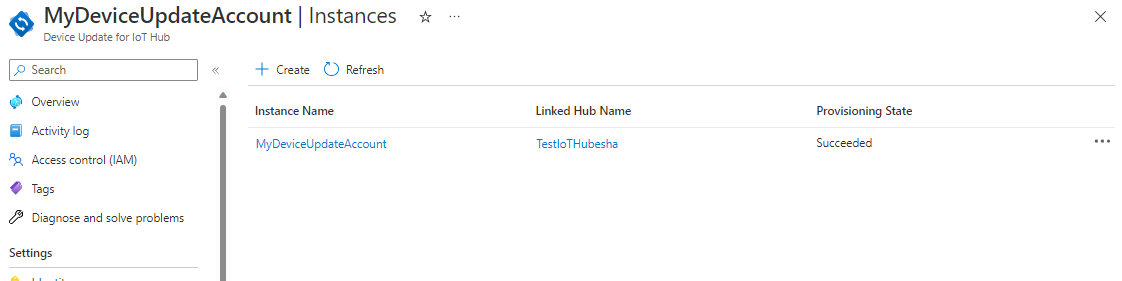 MyDeviceUpdateAccount | Instances ☆ ...
Device Update for IoT Hub
Search
Create Refresh
Overview
Activity log
Access control (IAM)
Tags
Diagnose and solve problems
Settings
Instance Name Linked Hub Name Provisioning State
MyDeviceUpdateAccount TestIoTHubesha Succeeded